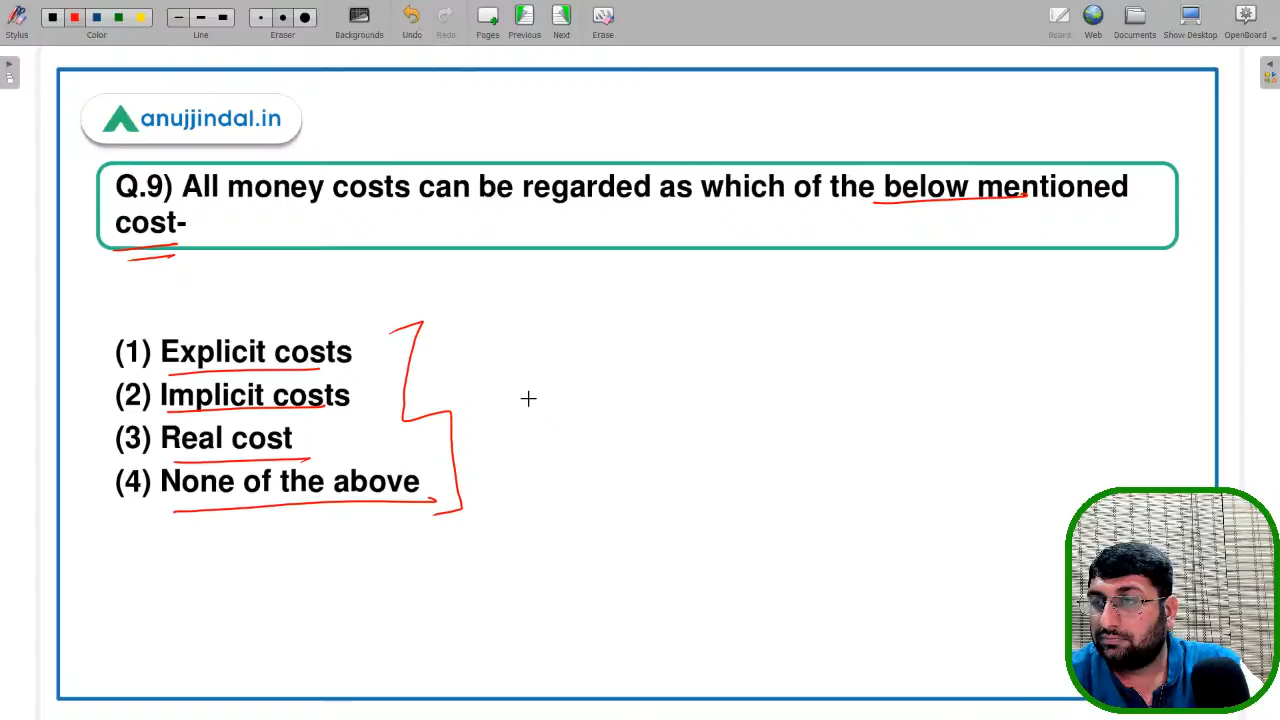 Stylus
Color
Line
Eraser
Backgrounds
Undo
Redo
Pages
Previous
Next
Erase
Board
Web
Documents
Show Desktop
OpenBoard
anujjindal.in
Q.9) All money costs can be regarded as which of the below mentioned
cost-
(1) Explicit costs
(2) Implicit costs
(3) Real cost
(4) None of the above